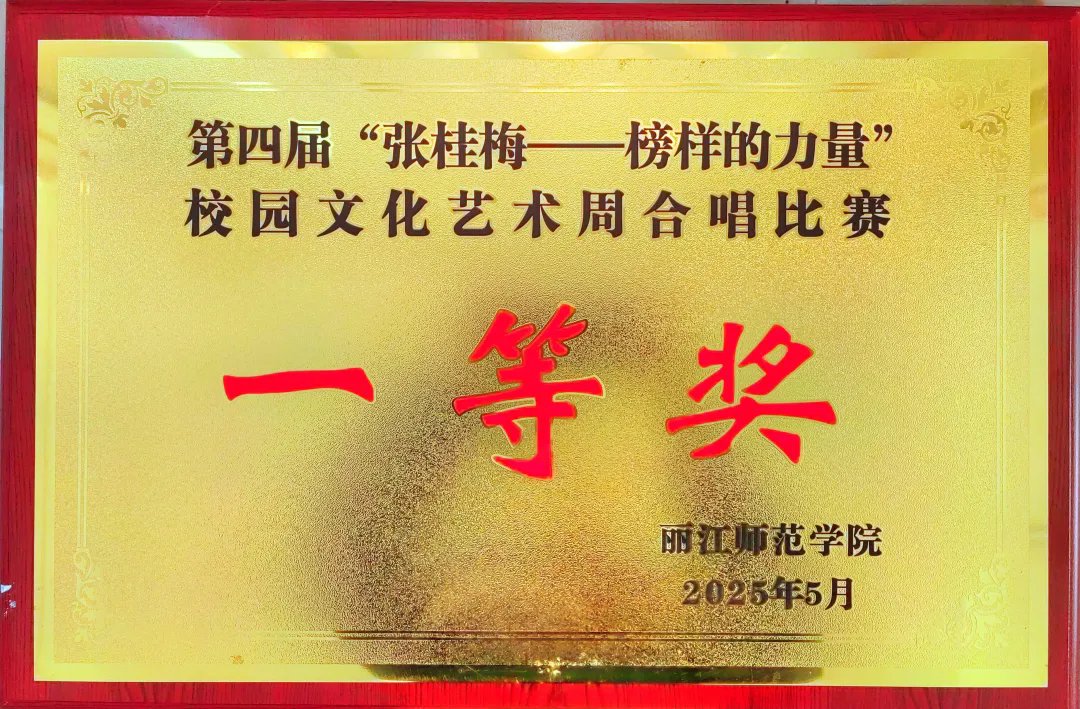 第四届“张桂梅——榜样的力量”
校园文化艺术周合唱比赛
一等奖
丽江师范学院
2025年5月